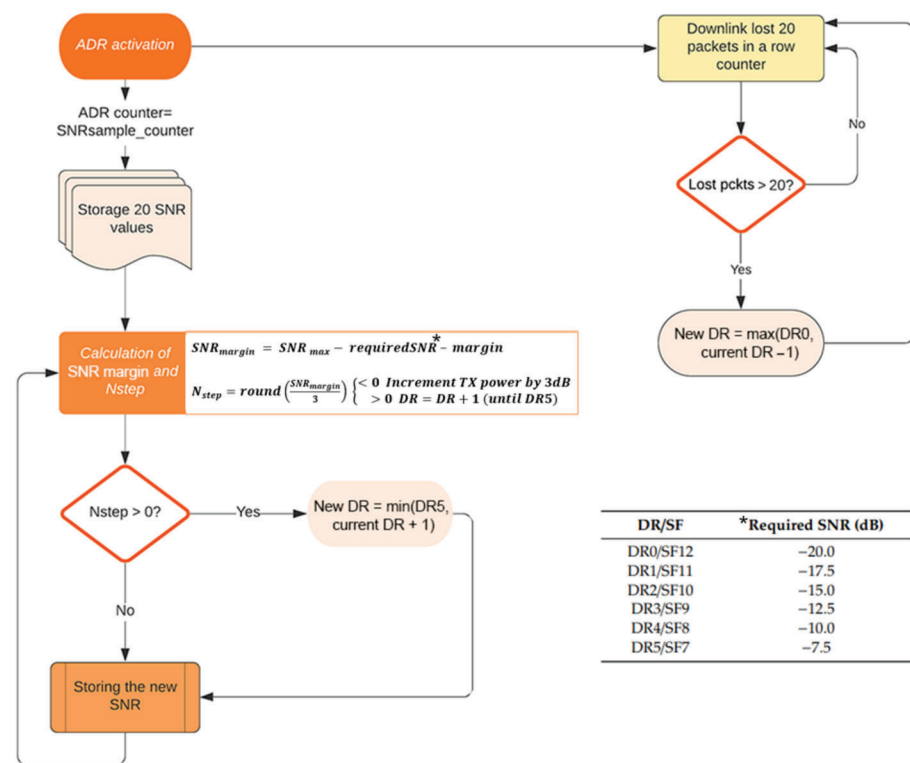 ADR activation
ADR counter=
SNRsample_counter
Storage 20 SNR
values
Calculation of
SNR margin and
Nstep
SNR_margin = SNR_max − requiredSNR* − margin
N_step = round (SNR_margin / 3) { < 0 Increment TX power by 3dB
> 0 DR = DR + 1 (until DR5)
Nstep > 0?
Yes
New DR = min(DR5,
current DR + 1)
No
Storing the new
SNR
Downlink lost 20
packets in a row
counter
No
Lost pckts > 20?
Yes
New DR = max(DR0,
current DR −1)
DR/SF *Required SNR (dB)
DR0/SF12 −20.0
DR1/SF11 −17.5
DR2/SF10 −15.0
DR3/SF9 −12.5
DR4/SF8 −10.0
DR5/SF7 −7.5